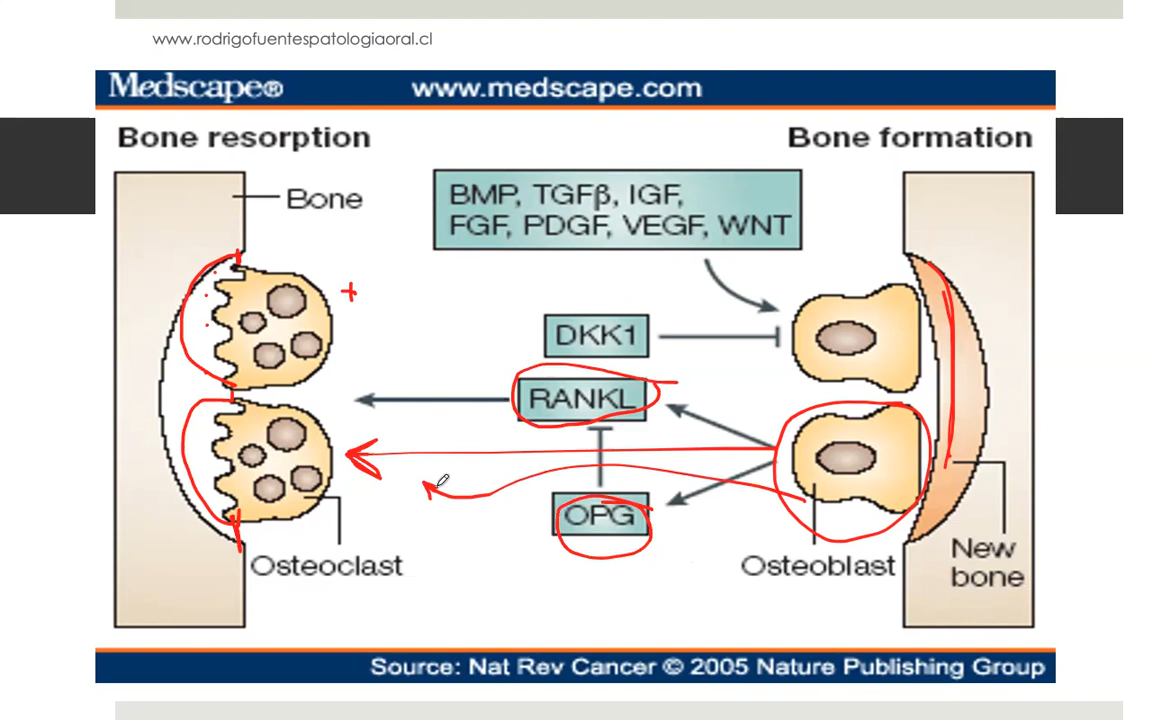 www.rodrigofuentespatologiaoral.cl
Medscape® www.medscape.com
Bone resorption
Bone formation
Bone
BMP, TGFβ, IGF,
FGF, PDGF, VEGF, WNT
DKK1
RANKL
OPG
Osteoclast
Osteoblast
New
bone
Source: Nat Rev Cancer © 2005 Nature Publishing Group